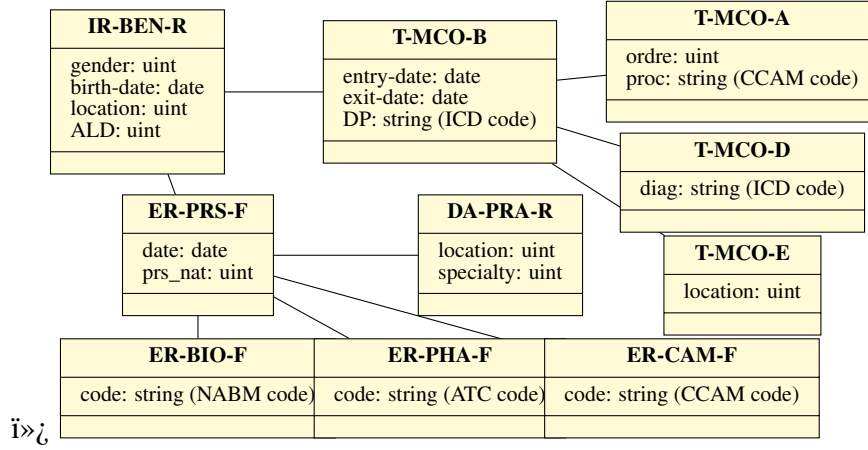 IR-BEN-R
gender: uint
birth-date: date
location: uint
ALD: uint
T-MCO-B
entry-date: date
exit-date: date
DP: string (ICD code)
T-MCO-A
ordre: uint
proc: string (CCAM code)
T-MCO-D
diag: string (ICD code)
T-MCO-E
location: uint
ER-PRS-F
date: date
prs_nat: uint
DA-PRA-R
location: uint
specialty: uint
ER-BIO-F
code: string (NABM code)
ER-PHA-F
code: string (ATC code)
ER-CAM-F
code: string (CCAM code)
ï»¿